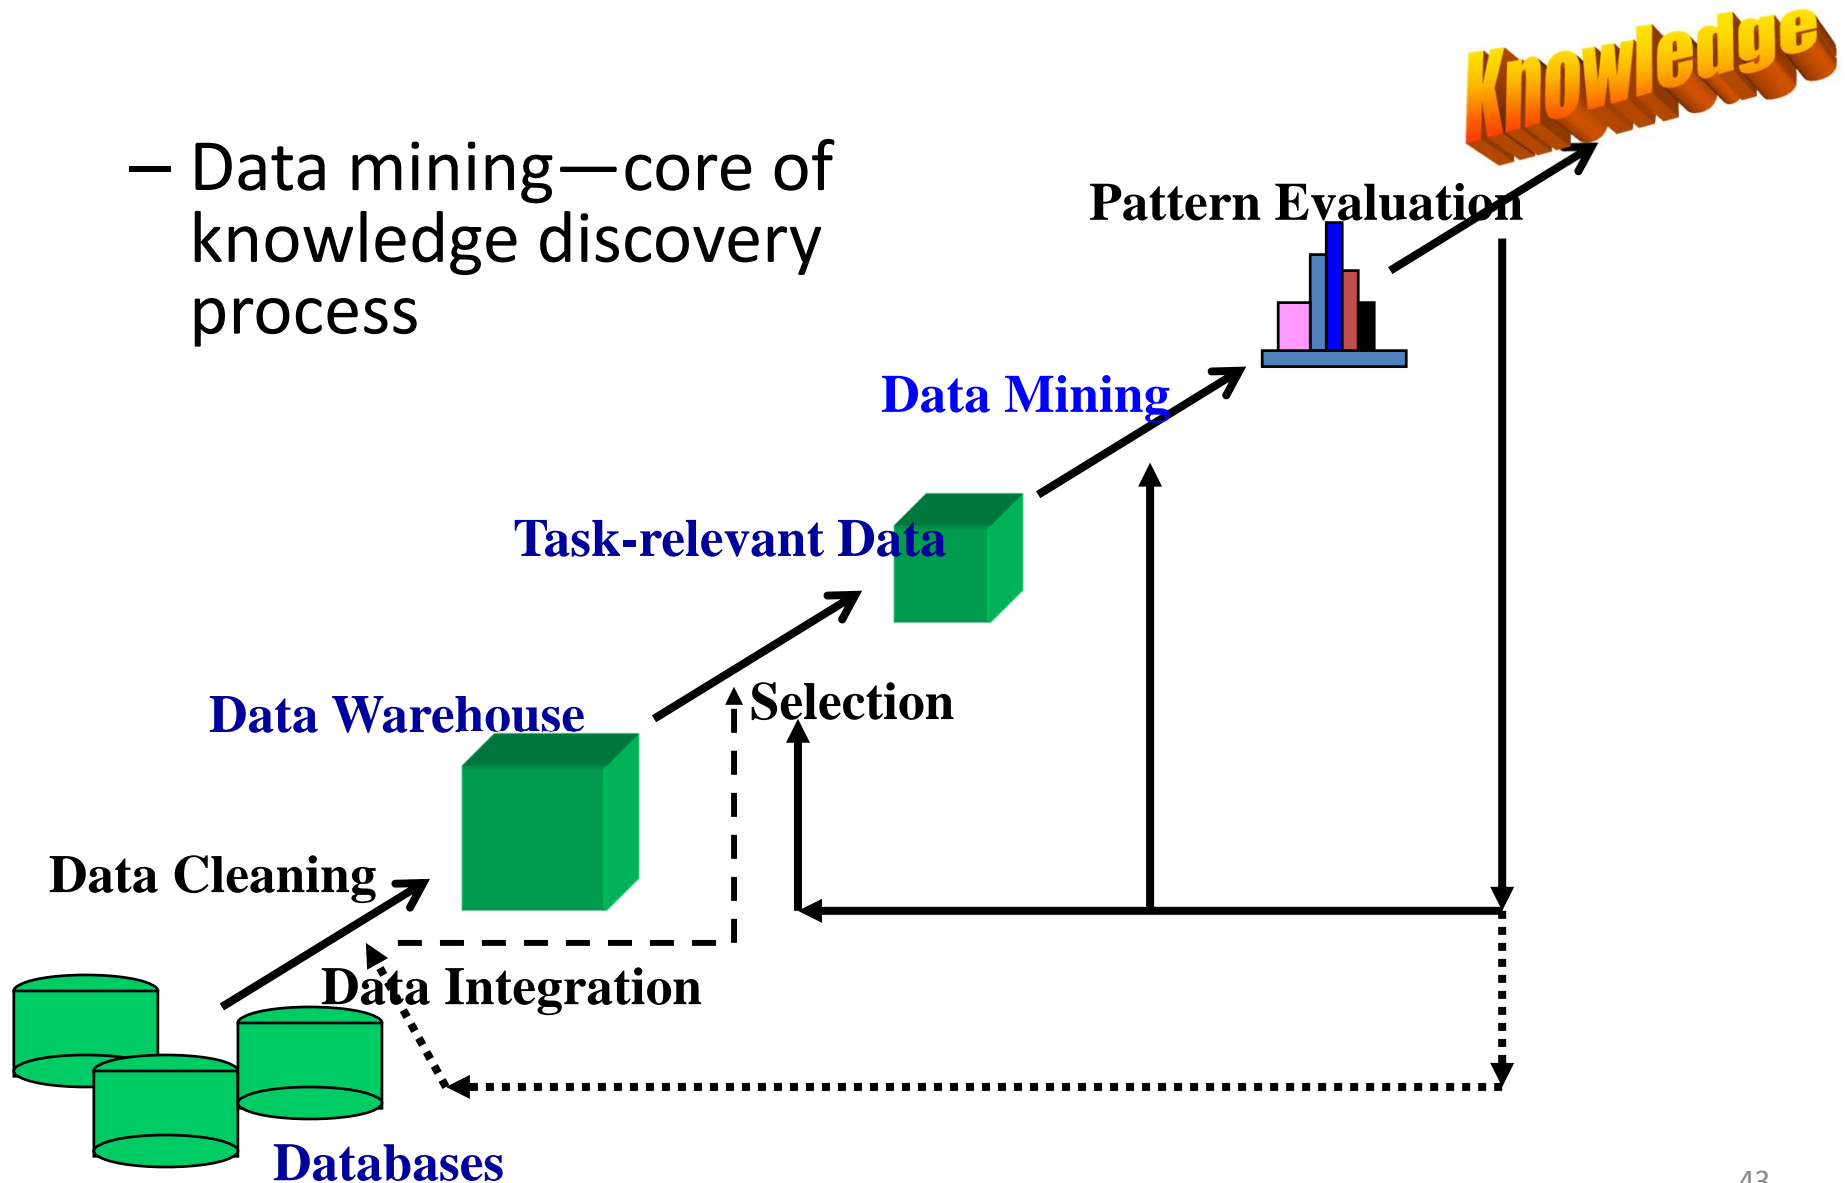 Knowledge
– Data mining—core of
knowledge discovery
process
Pattern Evaluation
Data Mining
Task-relevant Data
Selection
Data Warehouse
Data Cleaning
Data Integration
Databases
43